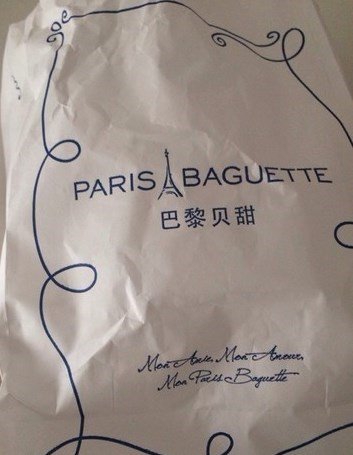 PARIS BAGUETTE
巴黎贝甜
Mon Amie, Mon Amour,
Mon Paris Baguette